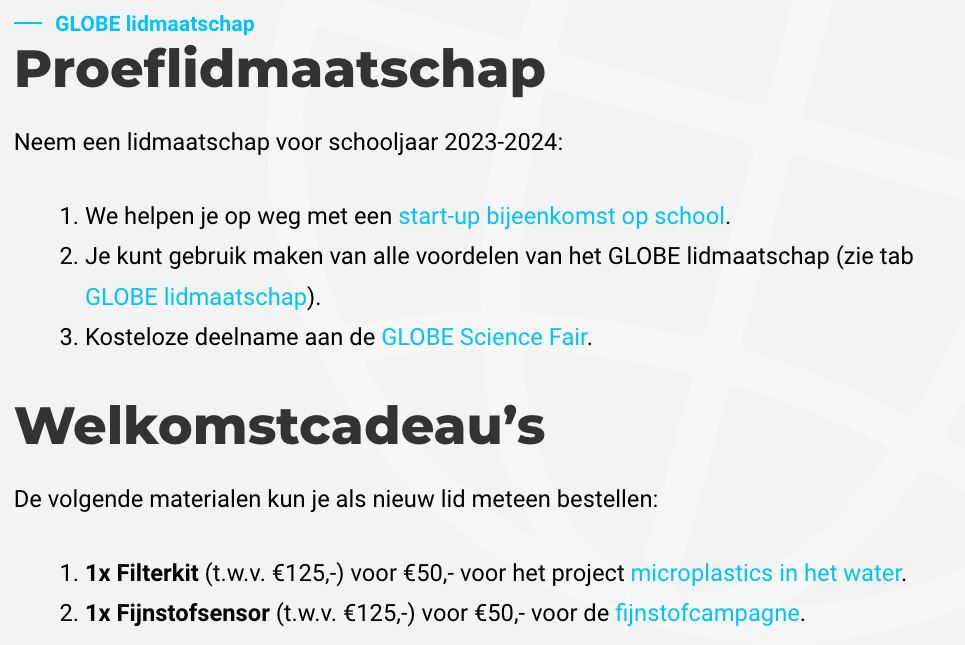 GLOBE lidmaatschap
Proeflidmaatschap
Neem een lidmaatschap voor schooljaar 2023-2024:
1. We helpen je op weg met een start-up bijeenkomst op school.
2. Je kunt gebruik maken van alle voordelen van het GLOBE lidmaatschap (zie tab
GLOBE lidmaatschap).
3. Kosteloze deelname aan de GLOBE Science Fair.
Welkomstcadeau’s
De volgende materialen kun je als nieuw lid meteen bestellen:
1. 1x Filterkit (t.w.v. €125,-) voor €50,- voor het project microplastics in het water.
2. 1x Fijnstofsensor (t.w.v. €125,-) voor €50,- voor de fijnstofcampagne.